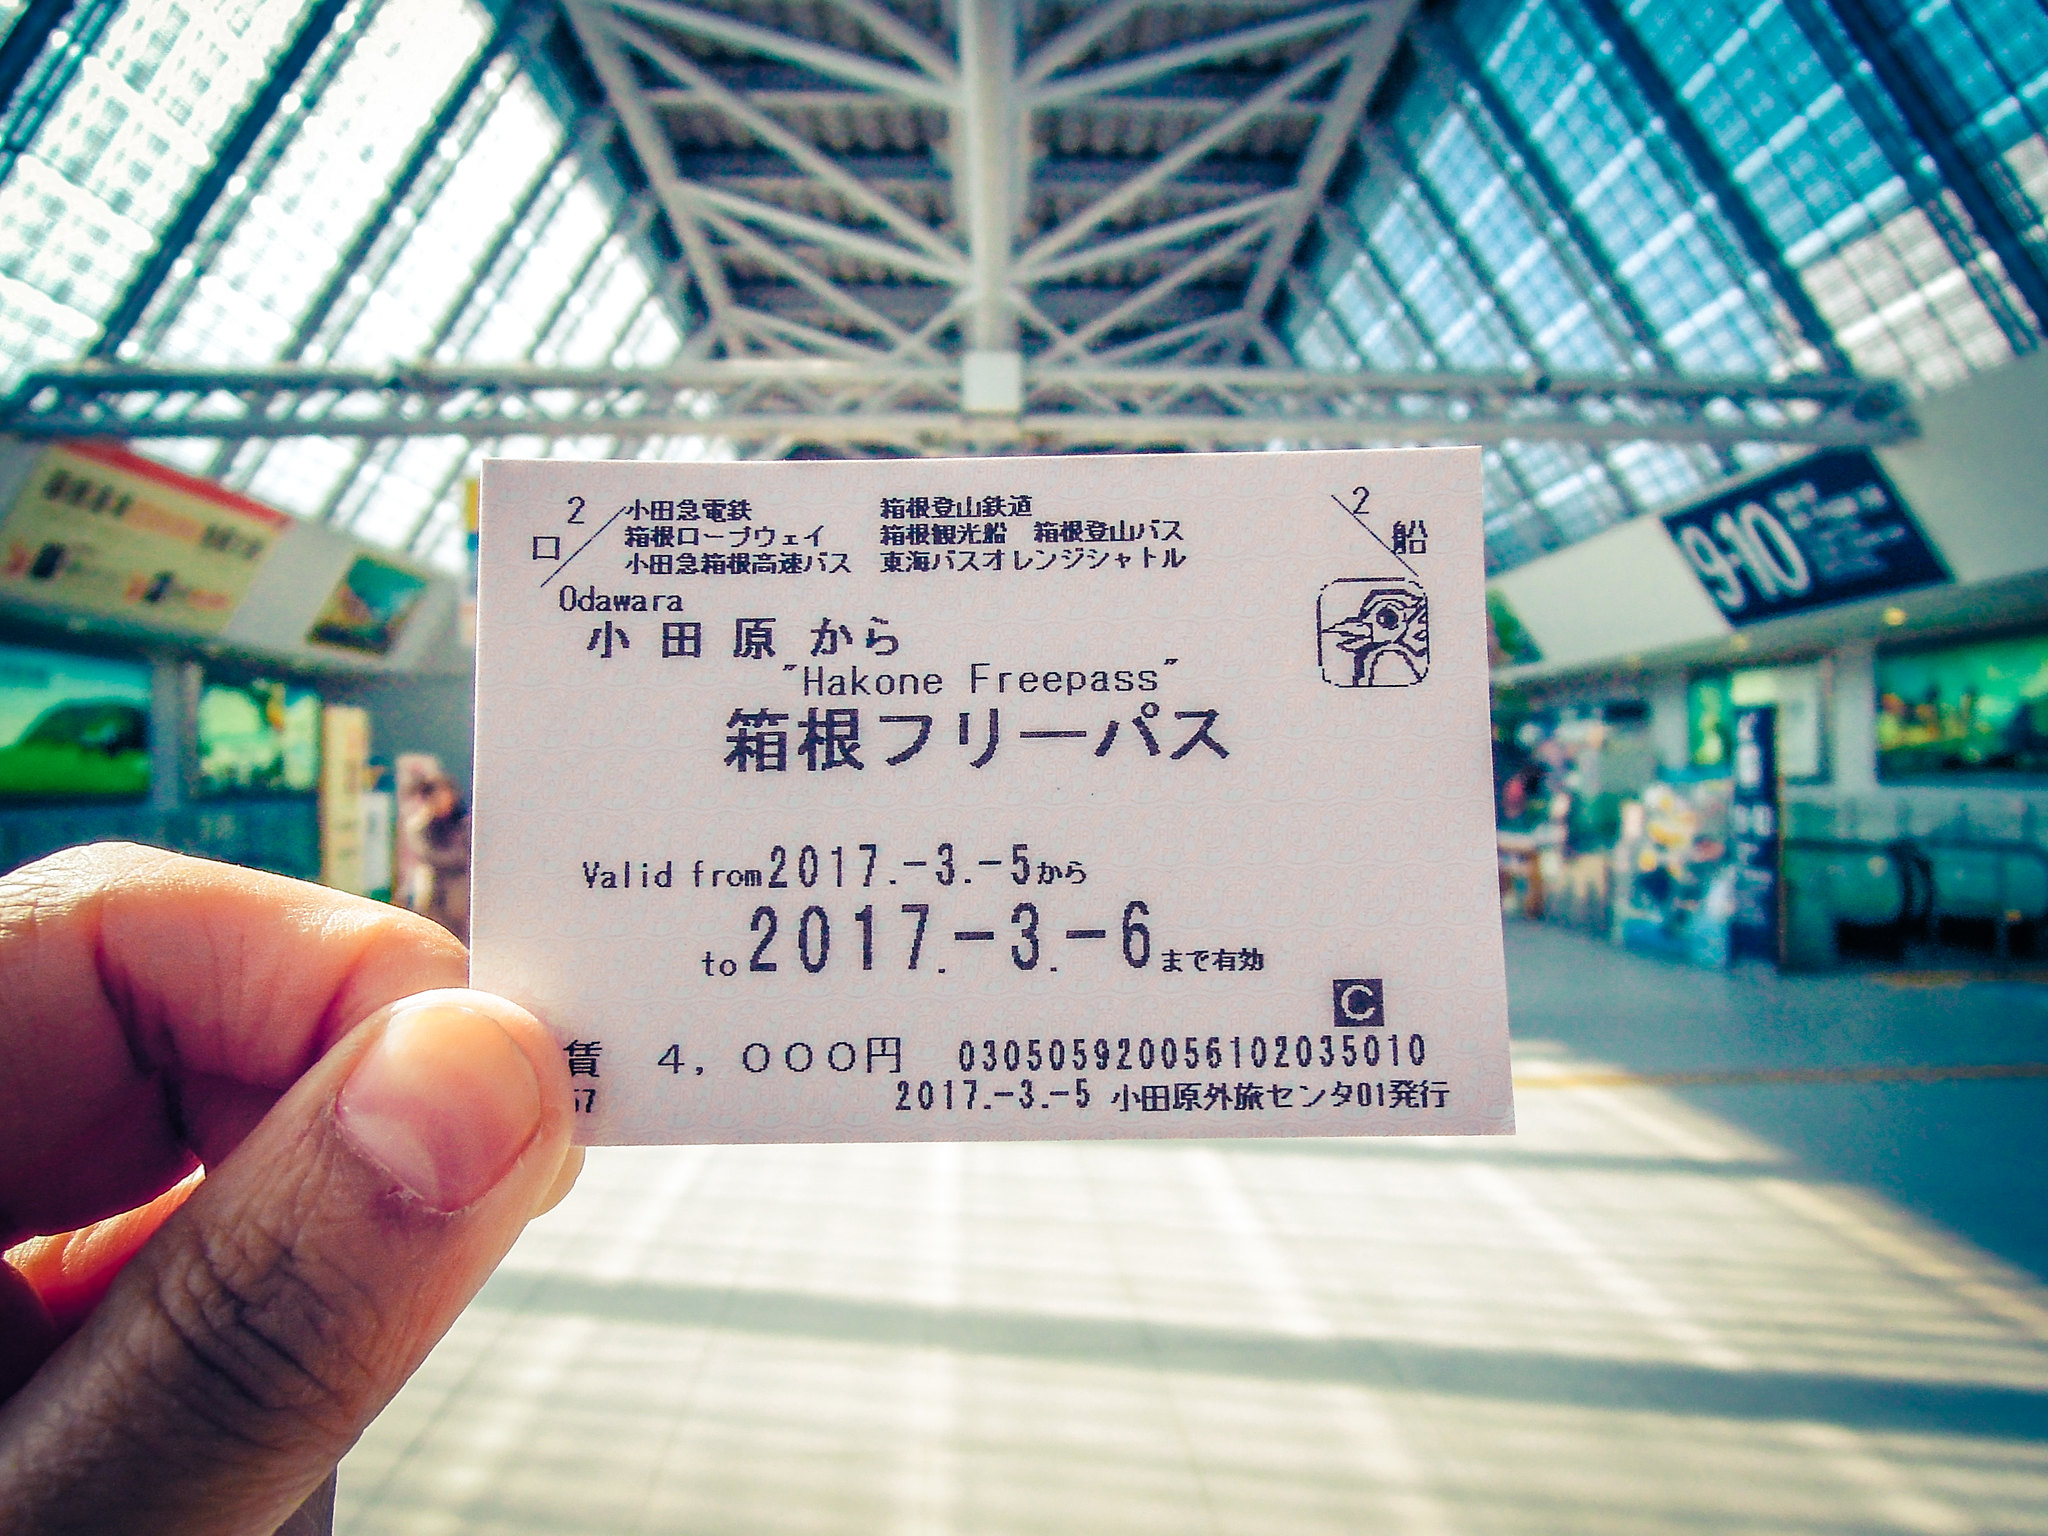 2 小田急電鉄 箱根登山鉄道 2
口 箱根ロープウェイ 箱根観光船 箱根登山バス 船
小田急箱根高速バス 東海バスオレンジシャトル
Odawara
小田原から
"Hakone Freepass"
箱根フリーパス
Valid from 2017.-3.-5から
to 2017.-3.-6まで有効
C
賃 4,000円 03050592005610203​5010
57 2017.-3.-5 小田原外旅センタ01発行
9·10